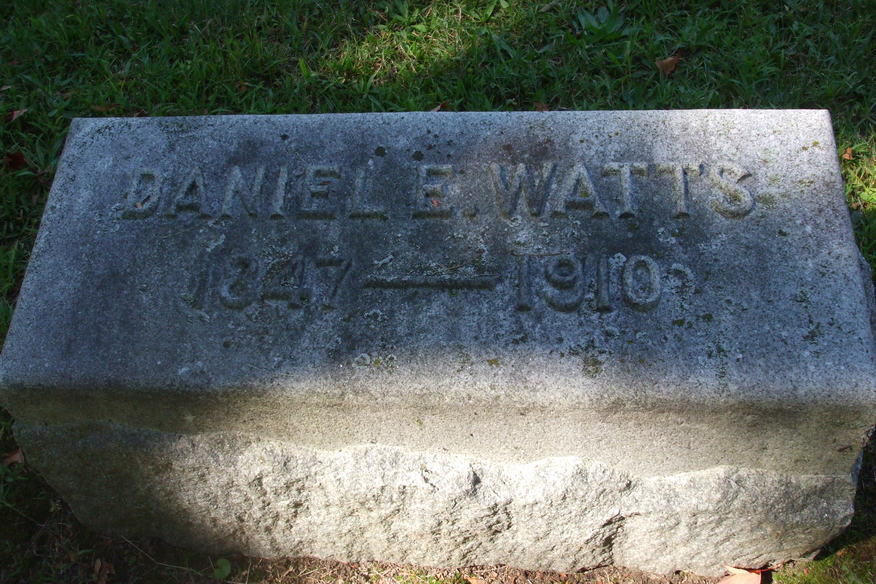 DANIEL E. WATTS
1847 — 1910